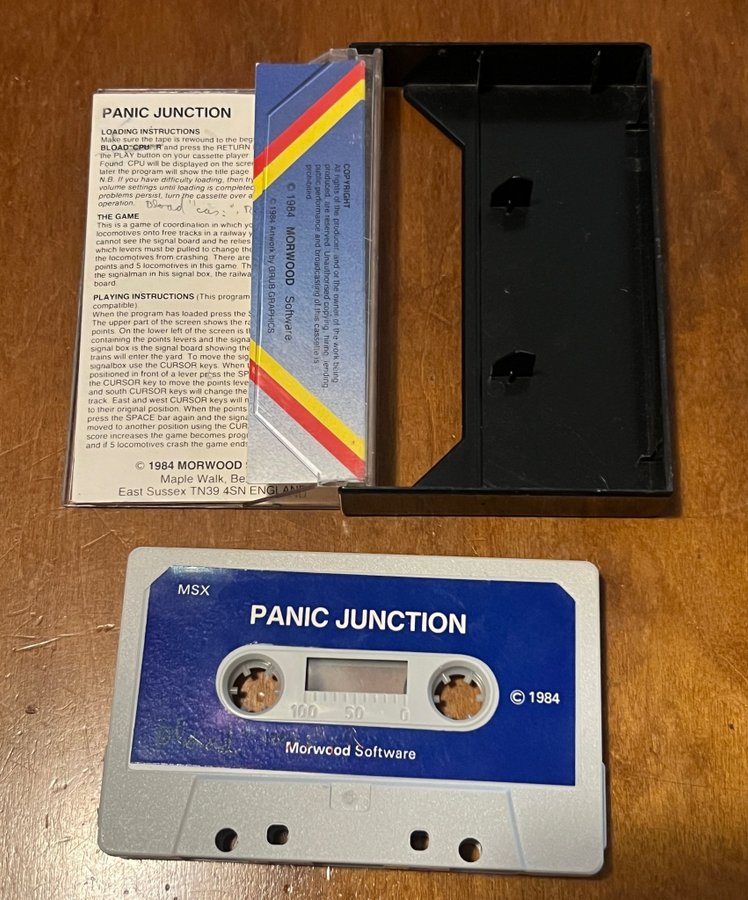 PANIC JUNCTION
LOADING INSTRUCTIONS
Make sure the tape is rewound to the beg
BLOAD "CPU" R and press the RETURN
the PLAY button on your cassette player
Found CPU will be displayed on the scre
later the program will show the title page
N.B. If you have difficulty loading, then tr
volume settings until loading is completed
problems persist, turn the cassette over a
operation. Bload "cas:", R
THE GAME
This is a game of coordination in which yo
locomotives onto free tracks in a railway y
cannot see the signal board and he relies
which levers must be pulled to change the
the locomotives from crashing. There are
points and 5 locomotives in this game. Th
the signalman in his signal box, the railwa
board.
PLAYING INSTRUCTIONS (This program
compatible).
When the program has loaded press the S
The upper part of the screen shows the ra
points. On the lower left of the screen is th
containing the points levers and the signa
signal box is the signal board showing the
trains will enter the yard. To move the sig
signalbox use the CURSOR keys. When t
positioned in front of a lever press the SP
the CURSOR key to move the points leve
and south CURSOR keys will change the
track. East and west CURSOR keys will r
to their original position. When the points
press the SPACE bar again and the signa
moved to another position using the CUR
score increases the game becomes prog
and if 5 locomotives crash the game ends
© 1984 MORWOOD
Maple Walk, Be
East Sussex TN39 4SN ENGLAND
COPYRIGHT
All rights of the producer and/or the owner of the work being
produced, are reserved. Unauthorised copying, hiring, lending,
public performance and broadcasting of this cassette is
prohibited.
© 1984 MORWOOD Software
© 1984 Artwork by GRUB GRAPHICS
MSX
PANIC JUNCTION
100 50 0
© 1984
Bload
Morwood Software